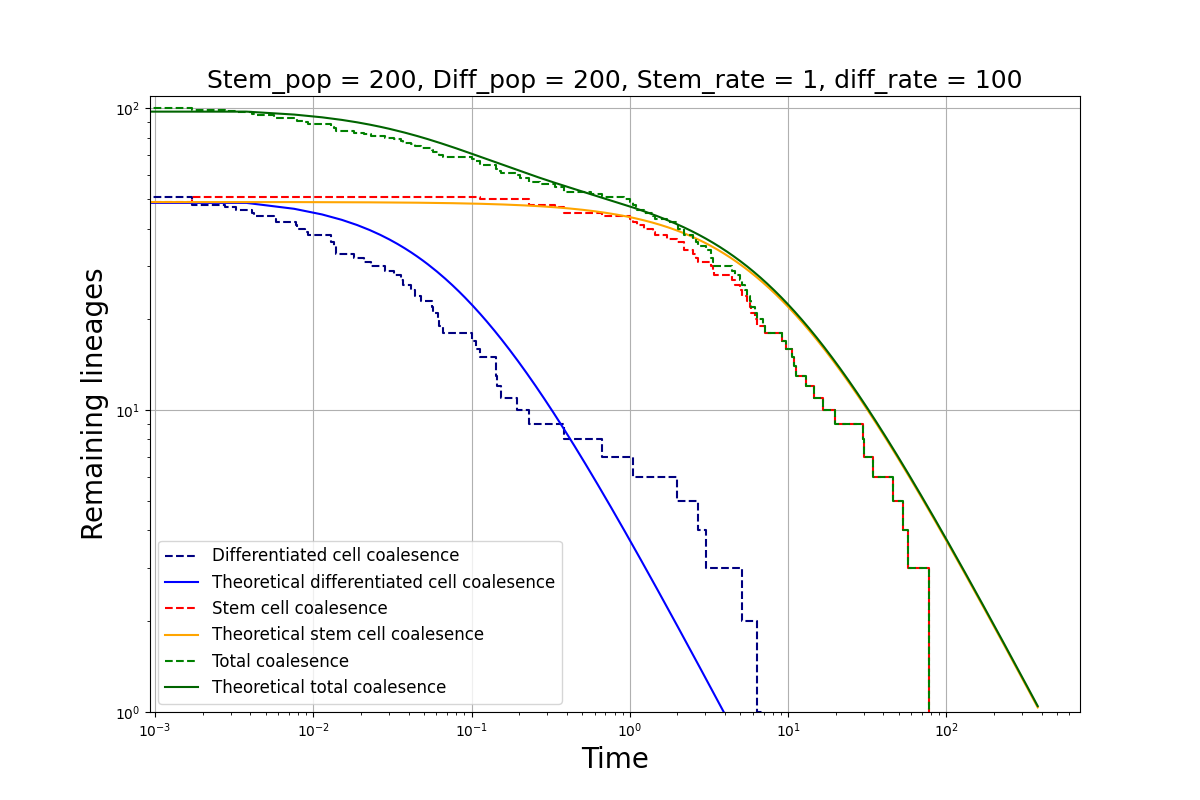 Stem_pop = 200, Diff_pop = 200, Stem_rate = 1, diff_rate = 100
Remaining lineages
10²
10¹
10⁰
Differentiated cell coalesence
Theoretical differentiated cell coalesence
Stem cell coalesence
Theoretical stem cell coalesence
Total coalesence
Theoretical total coalesence
10⁻³ 10⁻² 10⁻¹ 10⁰ 10¹ 10²
Time